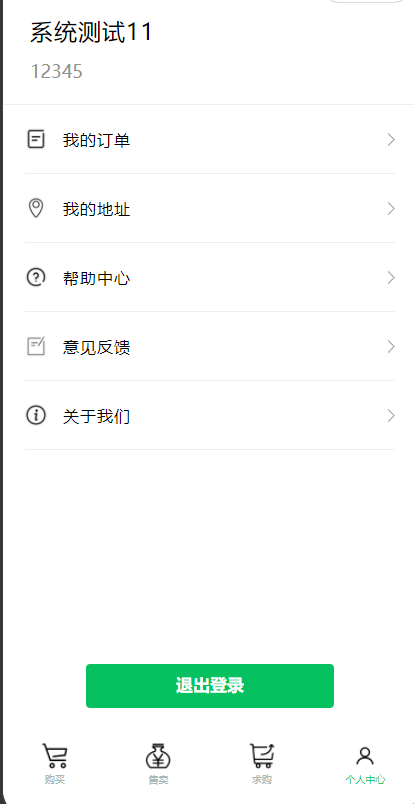 系统测试11
12345
我的订单
我的地址
帮助中心
意见反馈
关于我们
退出登录
购买
售卖
求购
个人中心